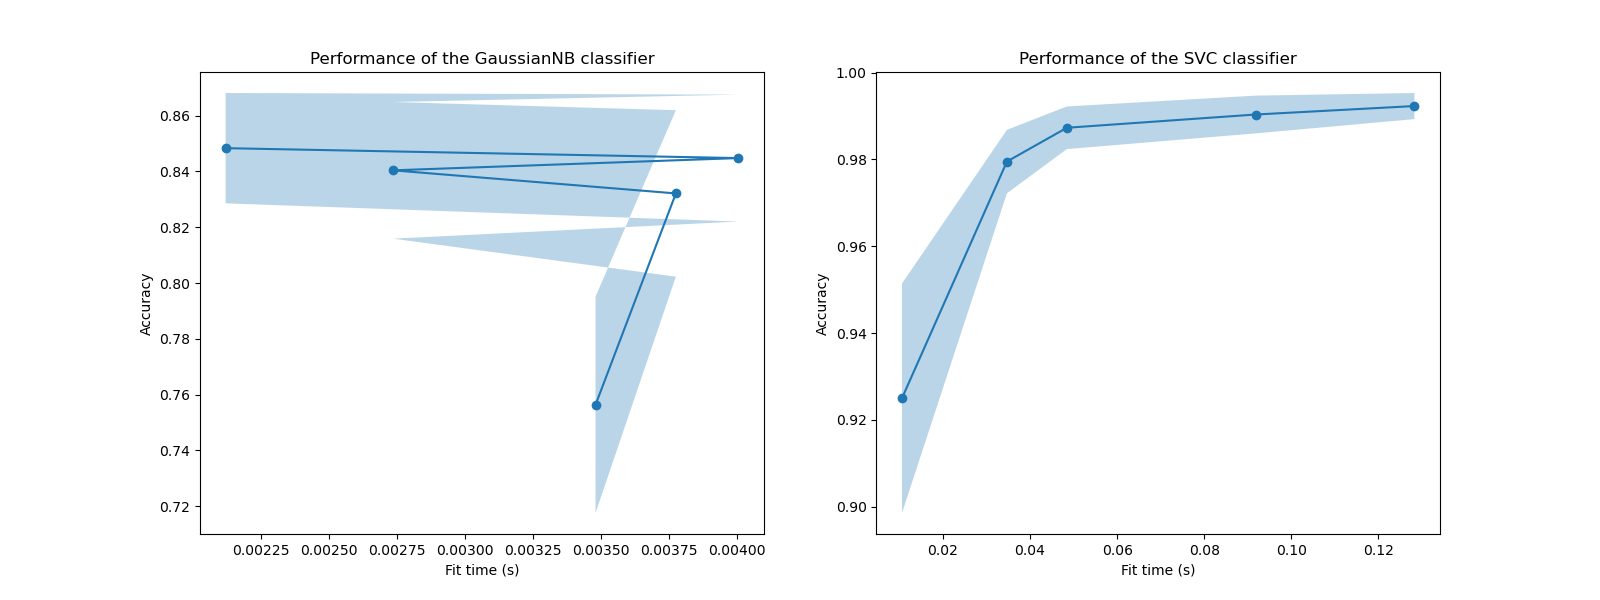 Performance of the GaussianNB classifier
Accuracy
0.86
0.84
0.82
0.80
0.78
0.76
0.74
0.72
0.00225 0.00250 0.00275 0.00300 0.00325 0.00350 0.00375 0.00400
Fit time (s)
Performance of the SVC classifier
Accuracy
1.00
0.98
0.96
0.94
0.92
0.90
0.02 0.04 0.06 0.08 0.10 0.12
Fit time (s)